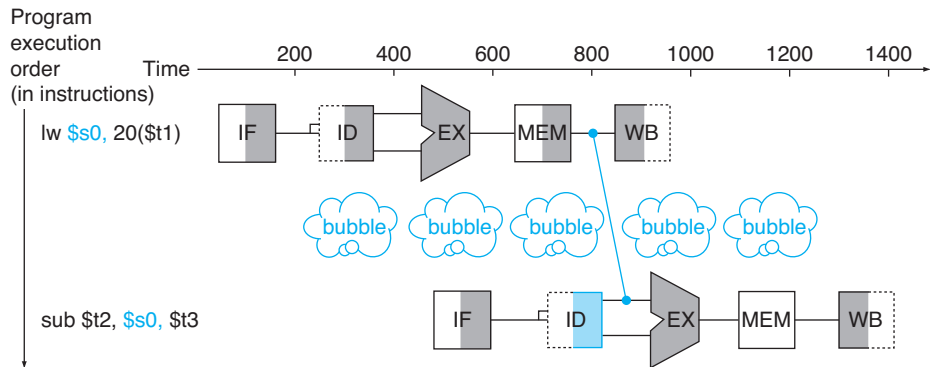 Program
execution
order
(in instructions)
Time
200 400 600 800 1000 1200 1400
lw $s0, 20($t1)
IF ID EX MEM WB
bubble bubble bubble bubble bubble
sub $t2, $s0, $t3
IF ID EX MEM WB